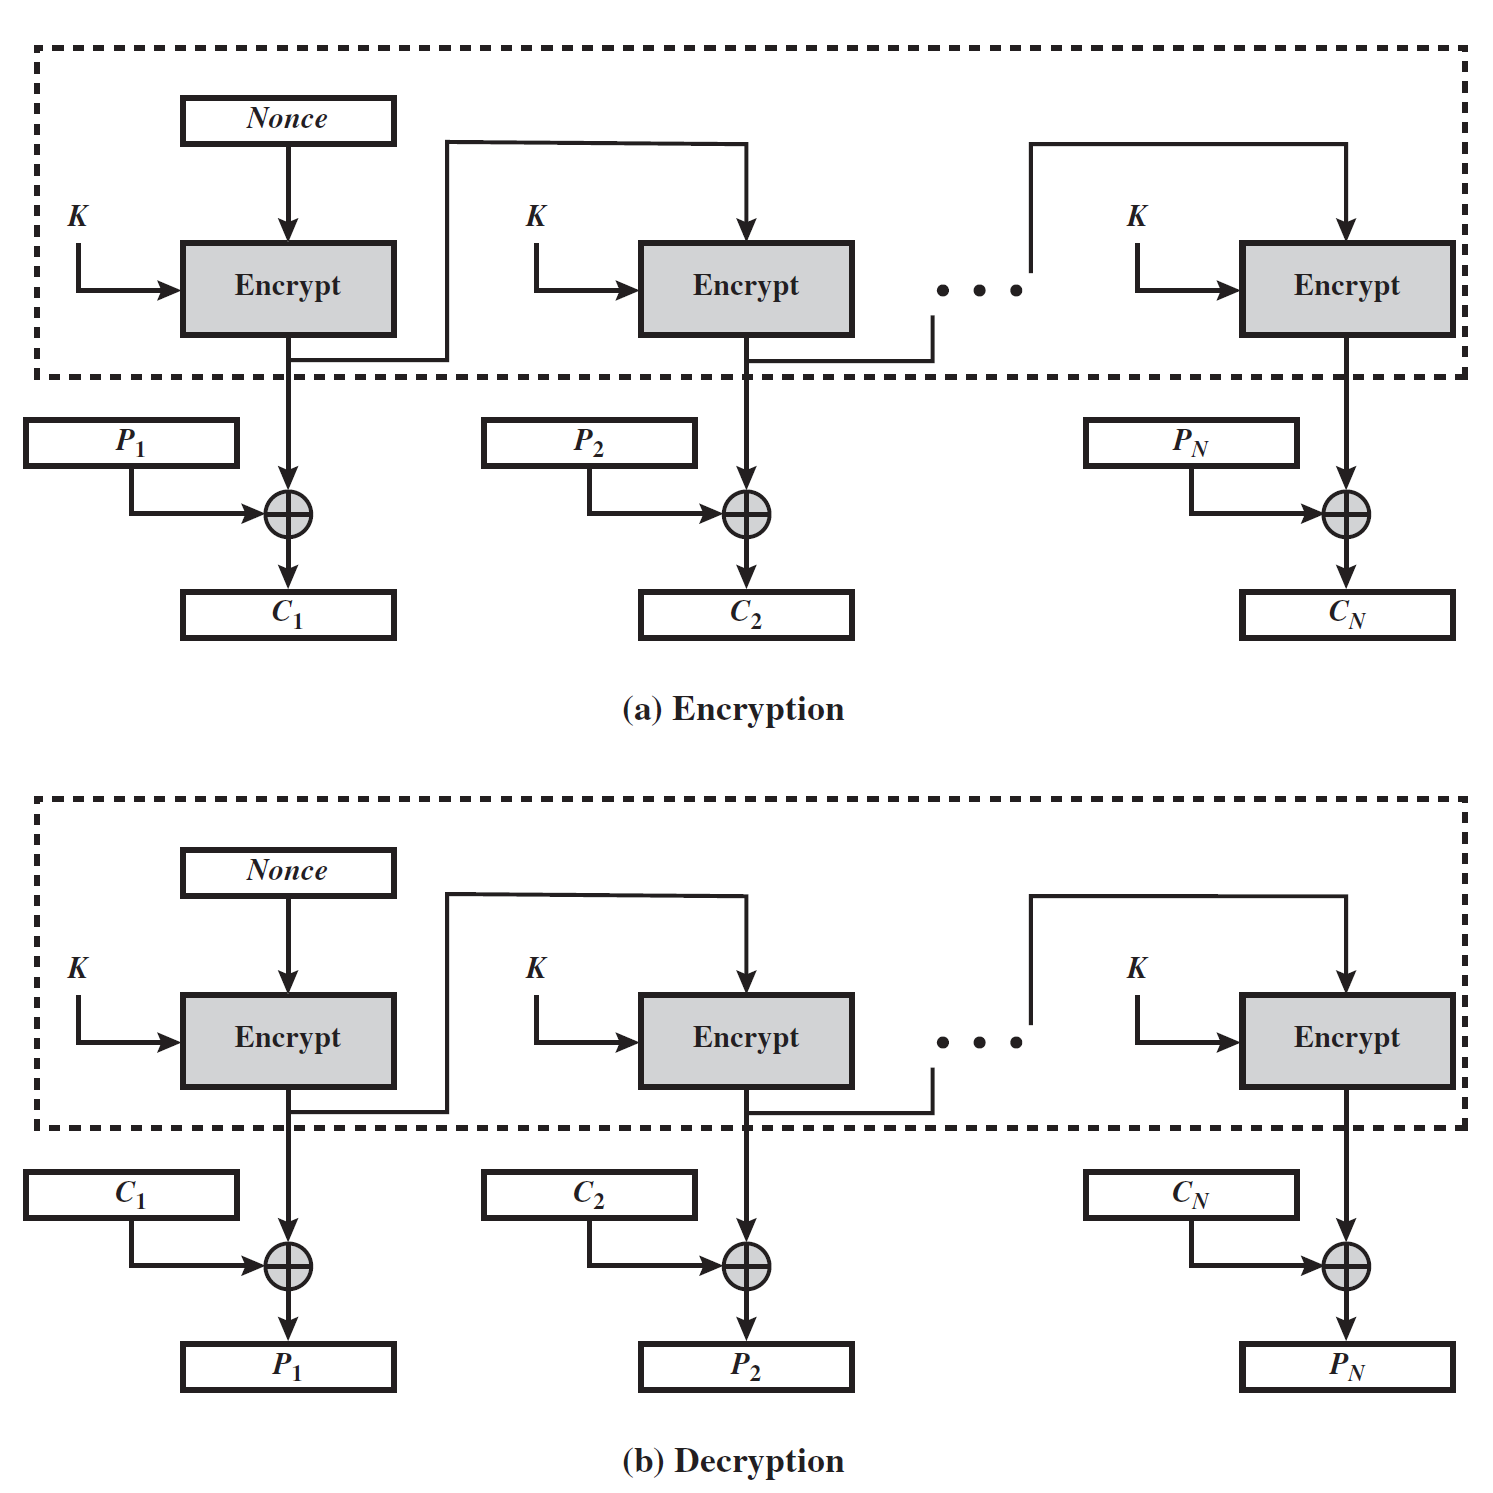 Nonce
K K K
Encrypt Encrypt Encrypt
P1 P2 PN
C1 C2 CN
(a) Encryption
Nonce
K K K
Encrypt Encrypt Encrypt
C1 C2 CN
P1 P2 PN
(b) Decryption